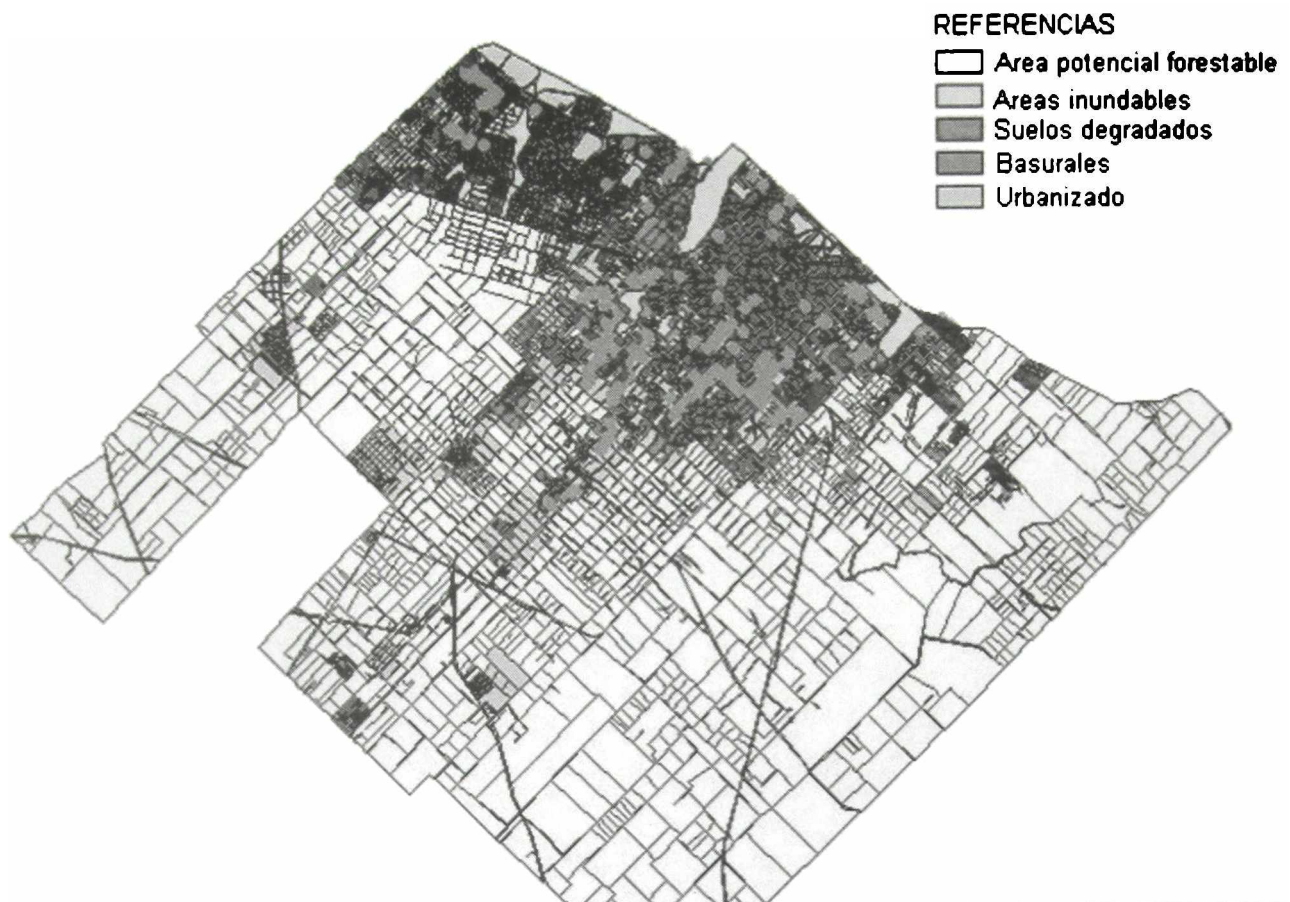 REFERENCIAS
Area potencial forestable
Areas inundables
Suelos degradados
Basurales
Urbanizado